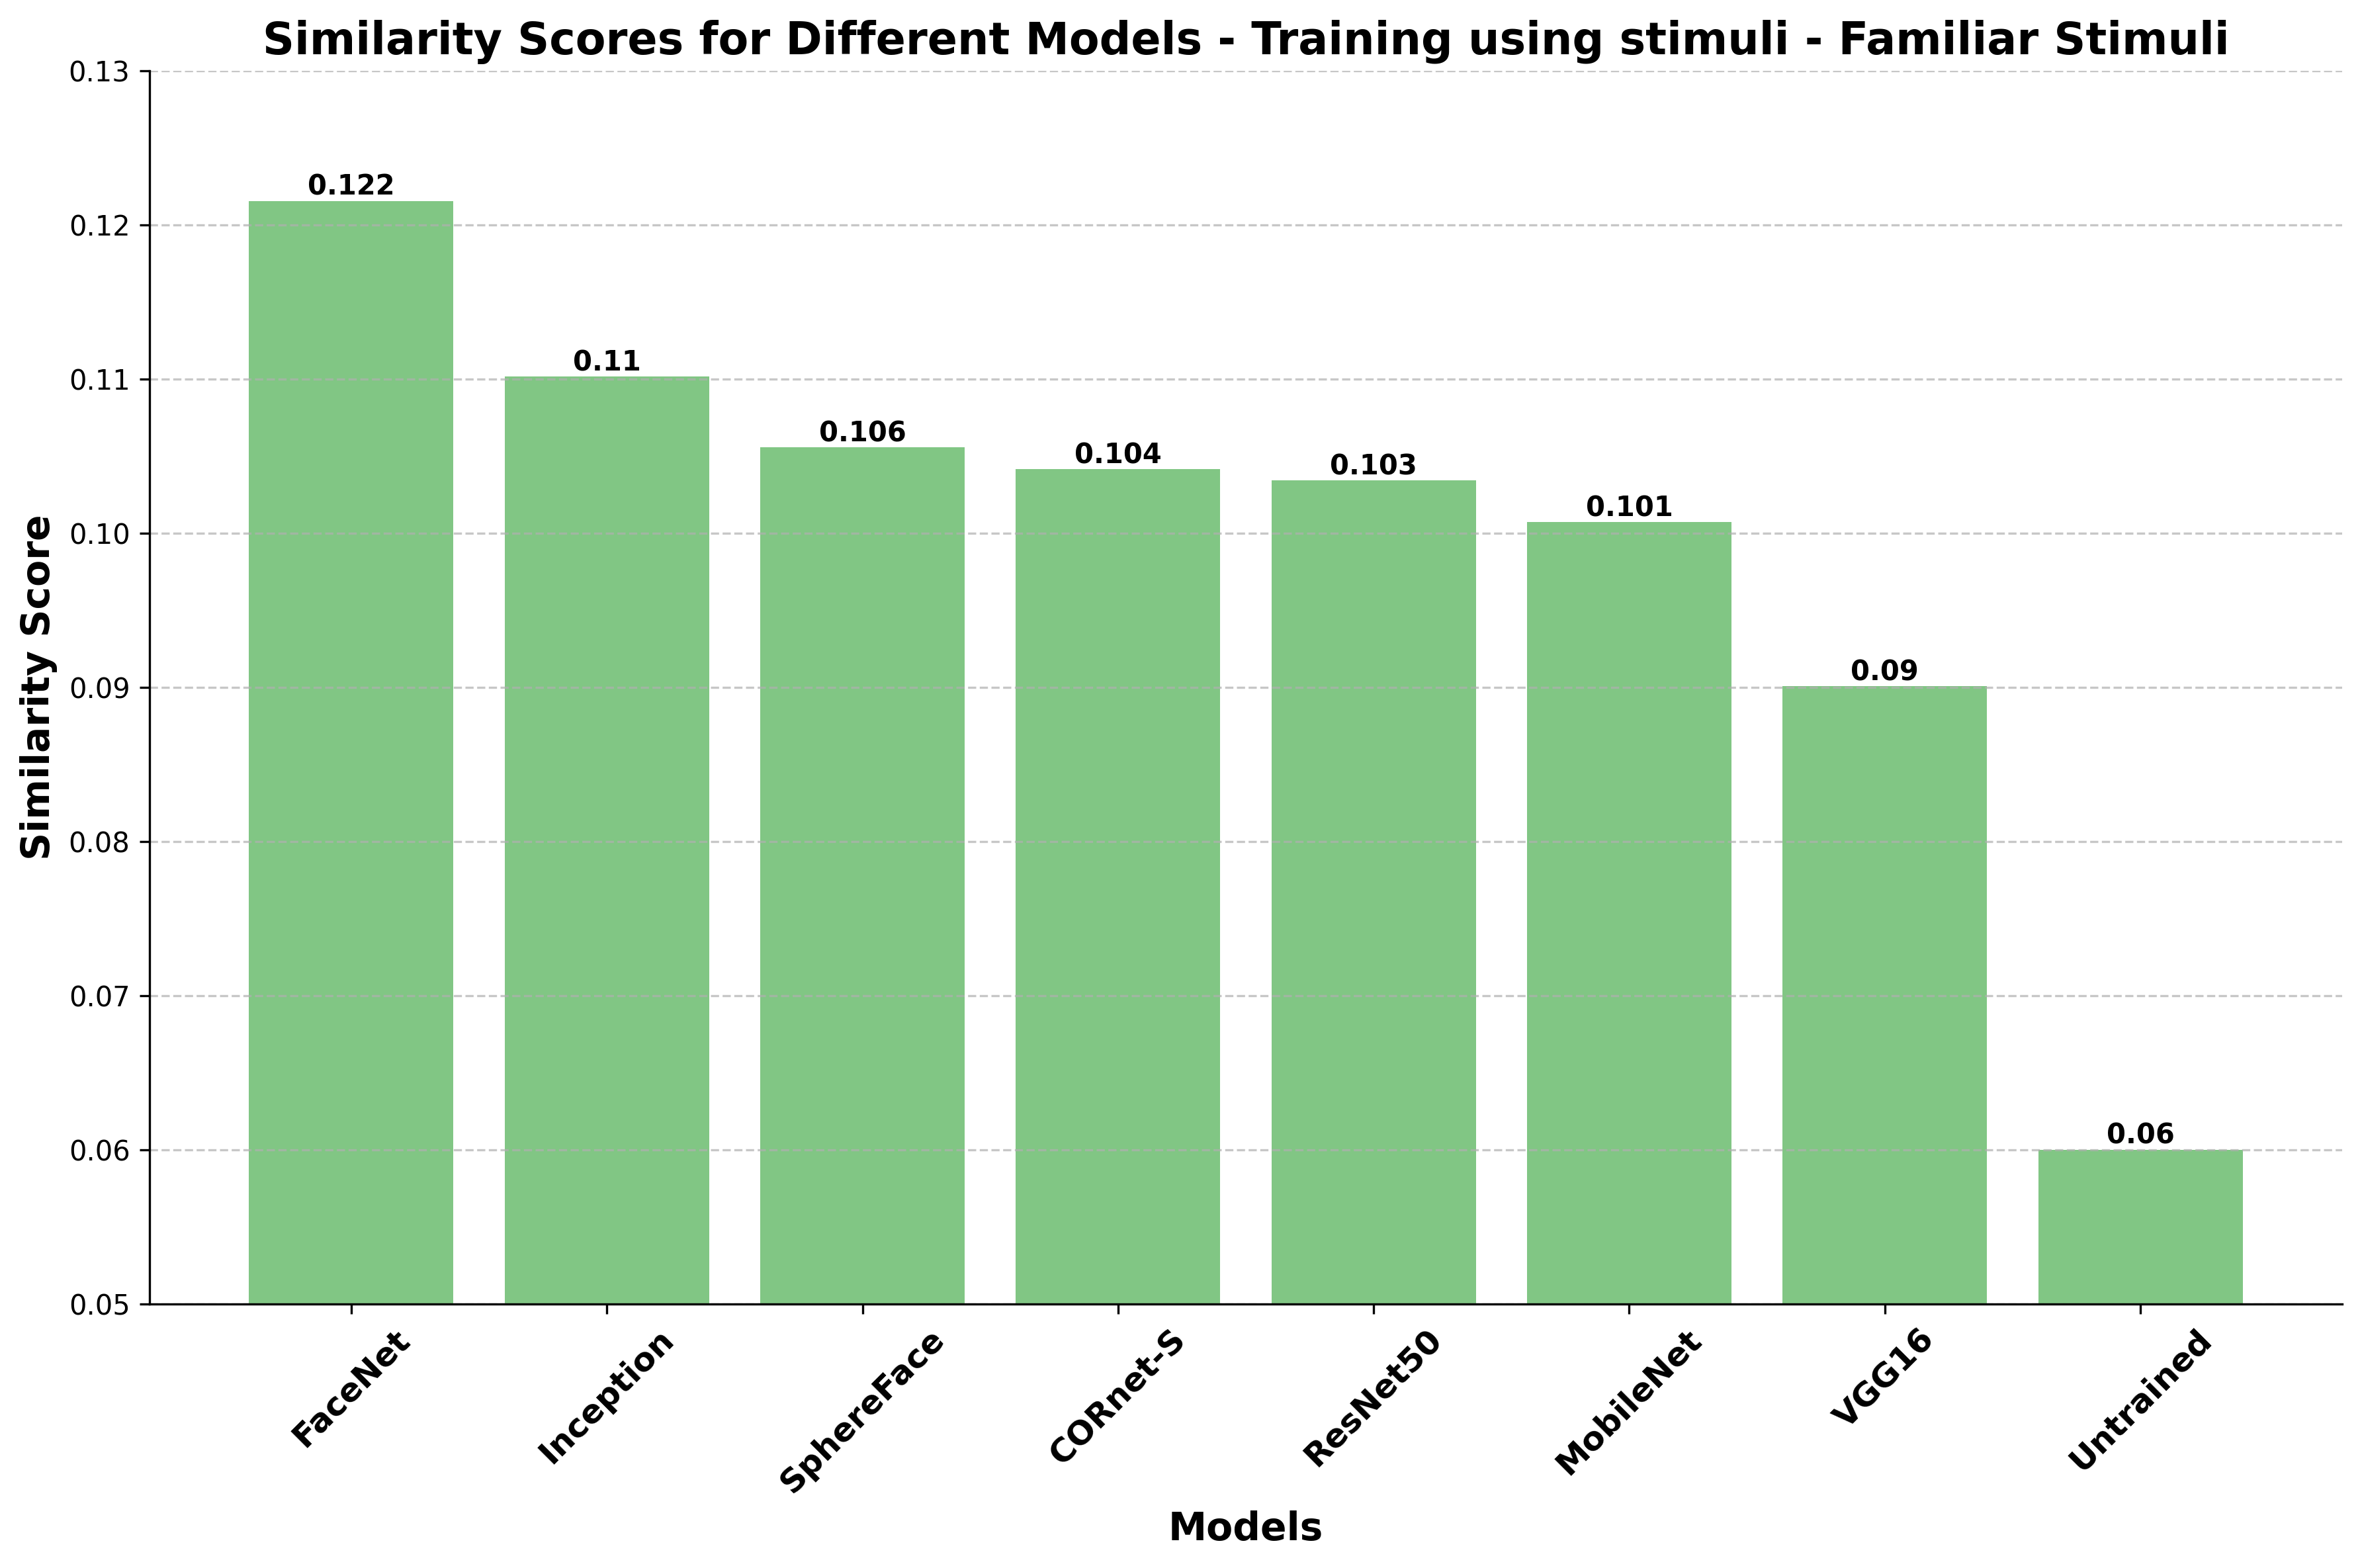 Similarity Scores for Different Models - Training using stimuli - Familiar Stimuli
0.13
0.12
0.11
0.10
0.09
0.08
0.07
0.06
0.05
Similarity Score
0.122
0.11
0.106
0.104
0.103
0.101
0.09
0.06
FaceNet
Inception
SphereFace
CORnet-S
ResNet50
MobileNet
VGG16
Untrained
Models